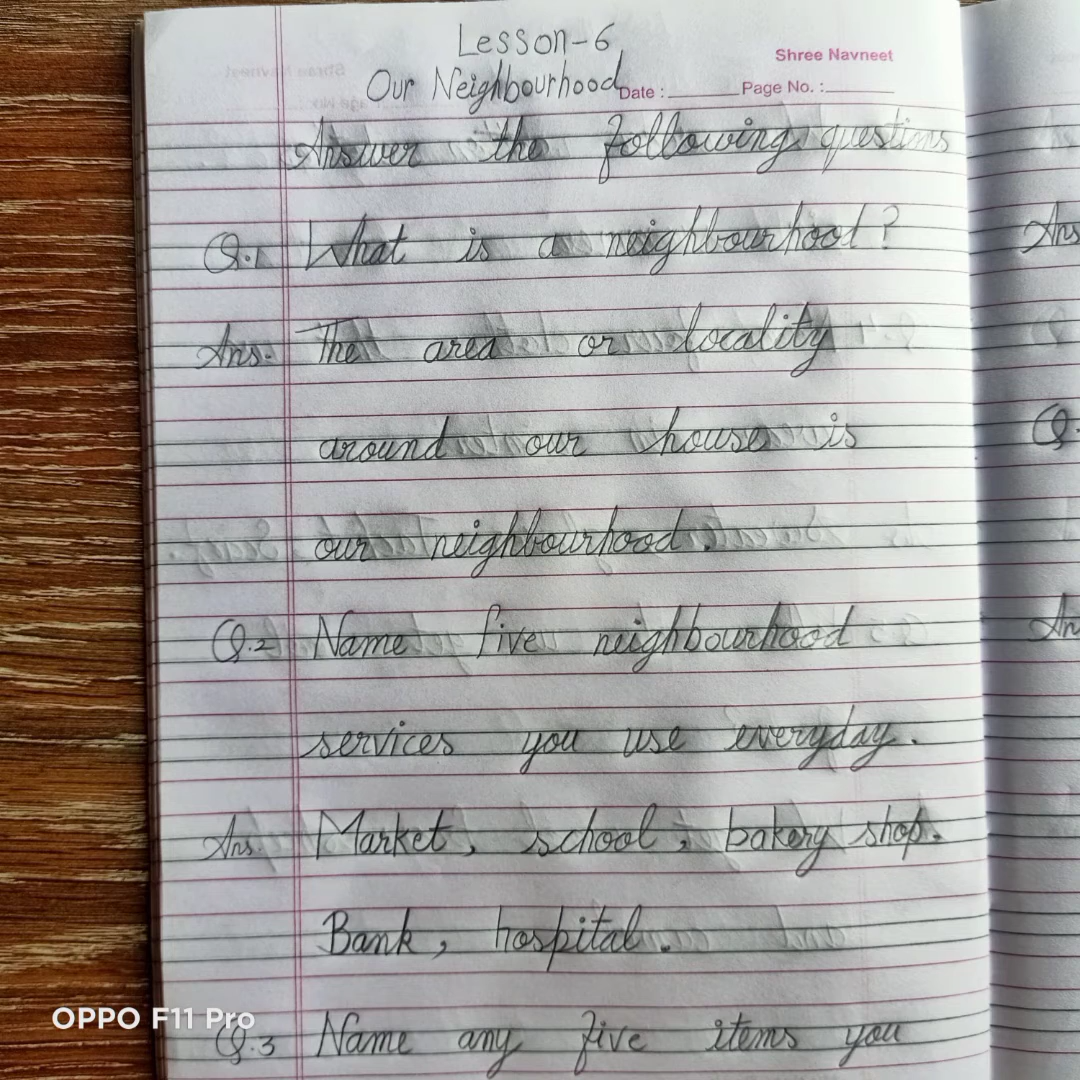 Lesson-6
Our Neighbourhood
Shree Navneet
Date : Page No. :
Answer the following questions
Q.1 What is a neighbourhood?
Ans- The area or locality
around our house is
our neighbourhood.
Q.2 Name five neighbourhood
services you use everyday.
Ans. Market, school, bakery shop.
Bank, hospital.
Q.3 Name any five items you
Ans
Q.
An
OPPO F11 Pro